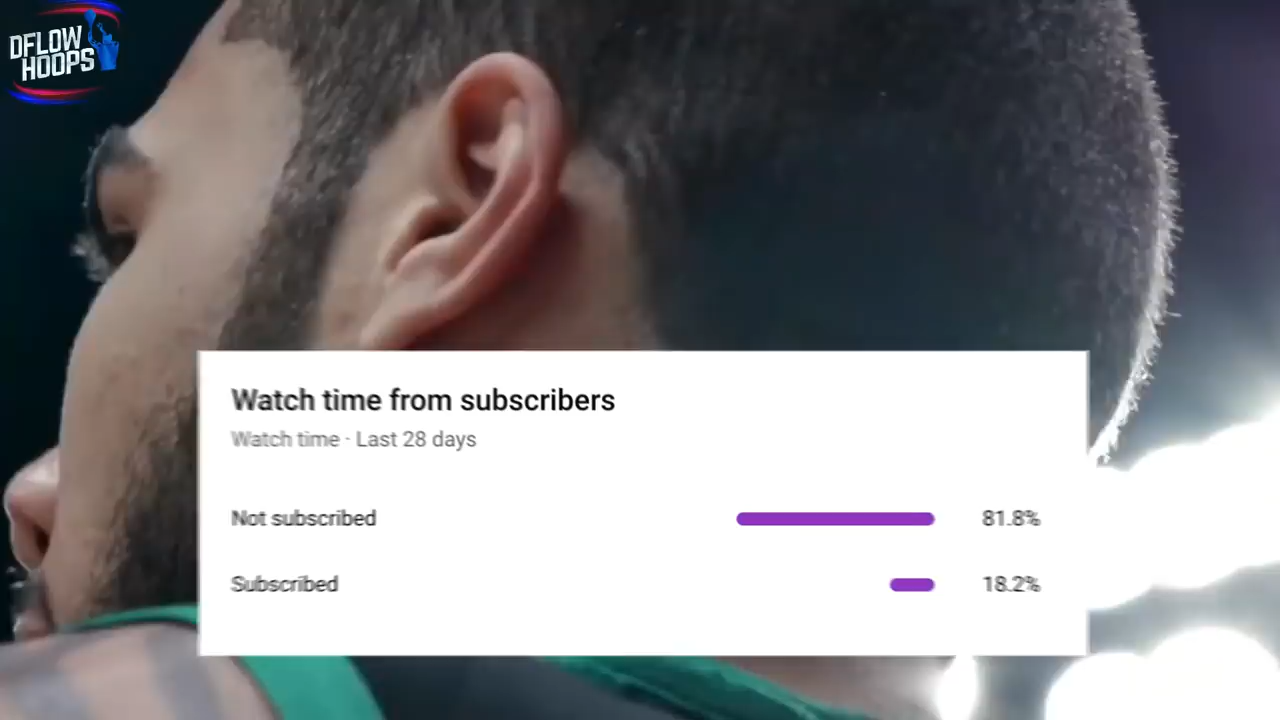 DFLOW
HOOPS
Watch time from subscribers
Watch time · Last 28 days
Not subscribed 81.8%
Subscribed 18.2%